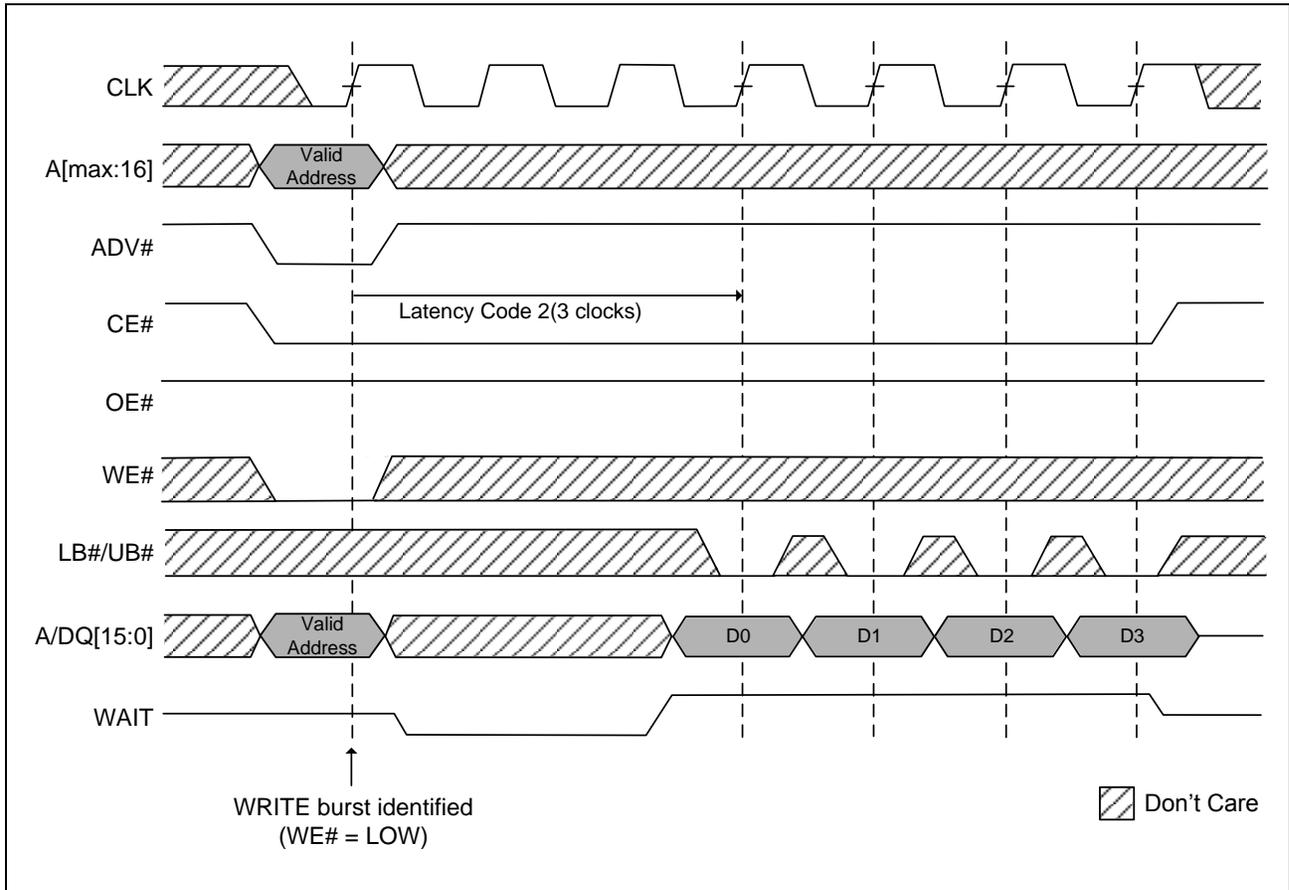 CLK
A[max:16]
Valid
Address
ADV#
Latency Code 2(3 clocks)
CE#
OE#
WE#
LB#/UB#
A/DQ[15:0]
Valid
Address
D0
D1
D2
D3
WAIT
WRITE burst identified
(WE# = LOW)
Don't Care